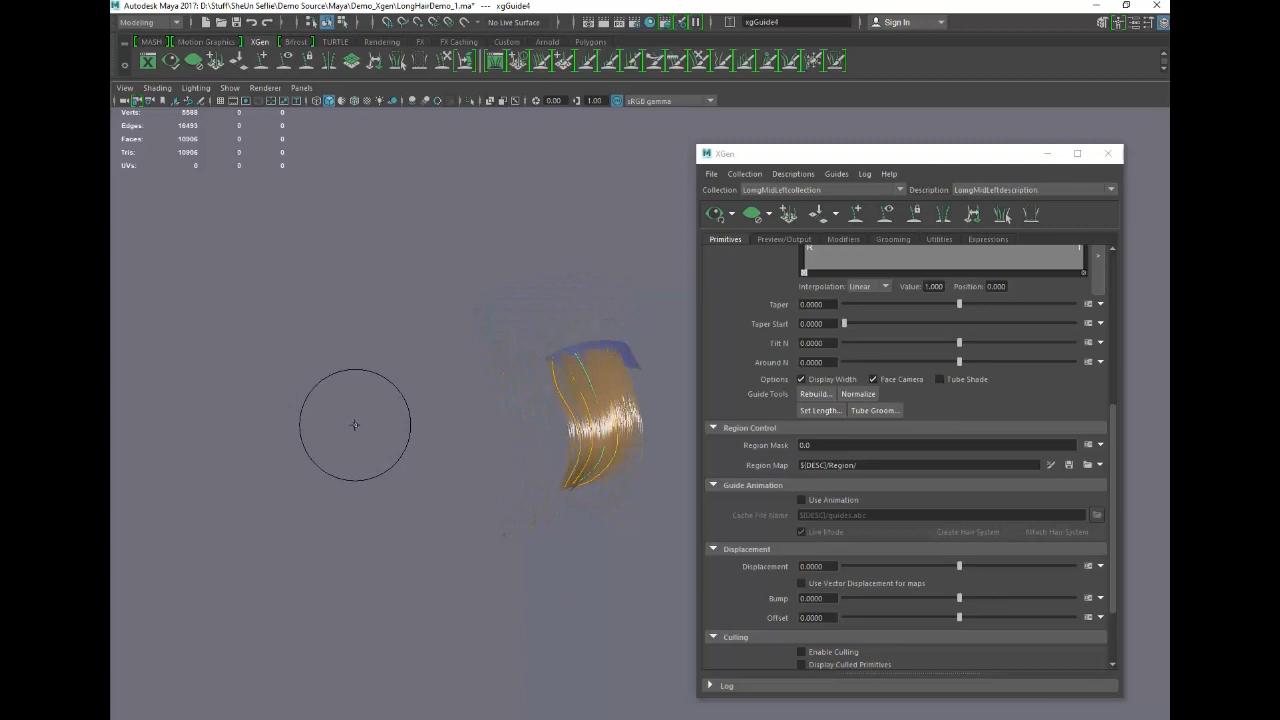 Autodesk Maya 2017: D:\Stuff\SheUn Selfie\Demo Source\Maya\Demo_Xgen\LongHairDemo_1.ma* --- xgGuide4
Modeling No Live Surface xgGuide4 Sign In
MASH Motion Graphics XGen Bifrost TURTLE Rendering FX FX Caching Custom Arnold Polygons
View Shading Lighting Show Renderer Panels
0.00 1.00 sRGB gamma
Verts: 5588 0 0
Edges: 16493 0 0
Faces: 10906 0 0
Tris: 10906 0 0
UVs: 0 0 0
XGen
File Collection Descriptions Guides Log Help
Collection LomgMidLeftcollection Description LomgMidLeftdescription
Primitives Preview/Output Modifiers Grooming Utilities Expressions
Interpolation: Linear Value: 1.000 Position: 0.000
Taper 0.0000
Taper Start 0.0000
Tilt N 0.0000
Around N 0.0000
Options Display Width Face Camera Tube Shade
Guide Tools Rebuild... Normalize
Set Length... Tube Groom...
Region Control
Region Mask 0.0
Region Map ${DESC}/Region/
Guide Animation
Use Animation
Cache File Name ${DESC}/guides.abc
Live Mode Create Hair System Attach Hair System
Displacement
Displacement 0.0000
Use Vector Displacement for maps
Bump 0.0000
Offset 0.0000
Culling
Enable Culling
Display Culled Primitives
Log